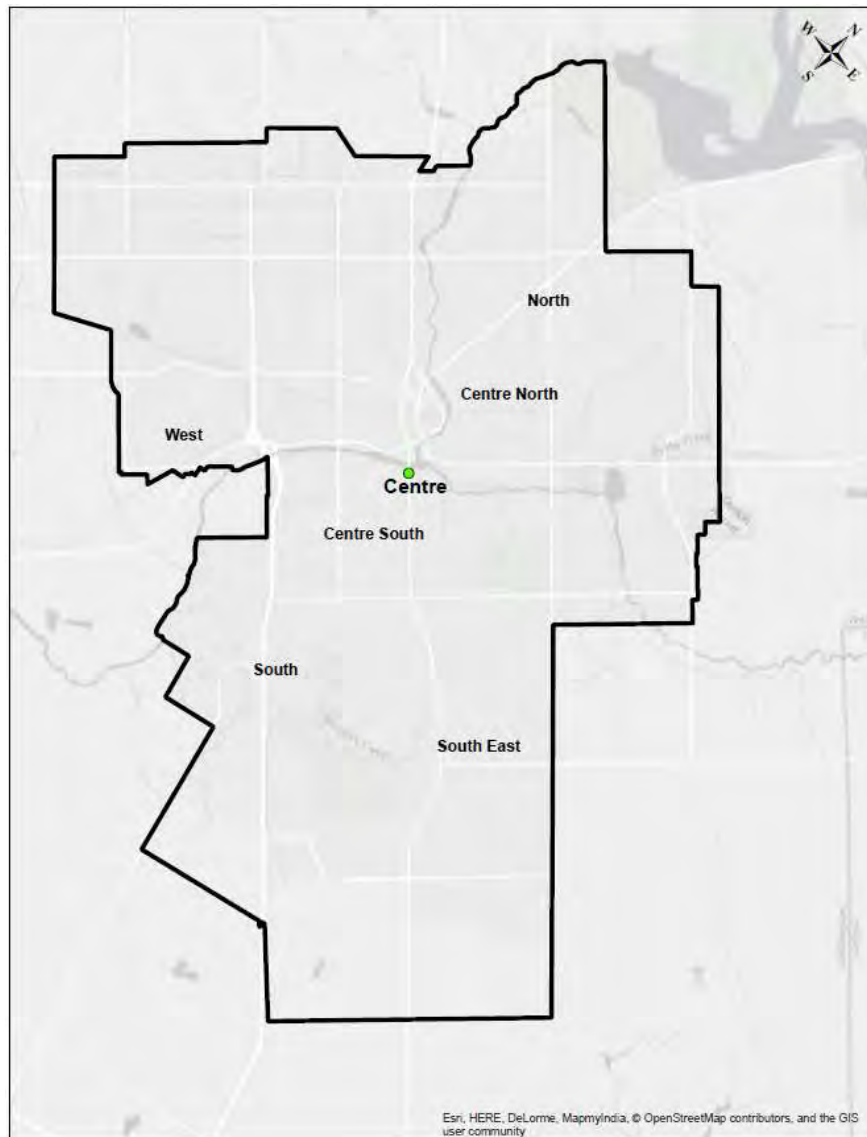 W N
S E
North
Centre North
West
Centre
Centre South
South
South East
Esri, HERE, DeLorme, MapmyIndia, © OpenStreetMap contributors, and the GIS
user community